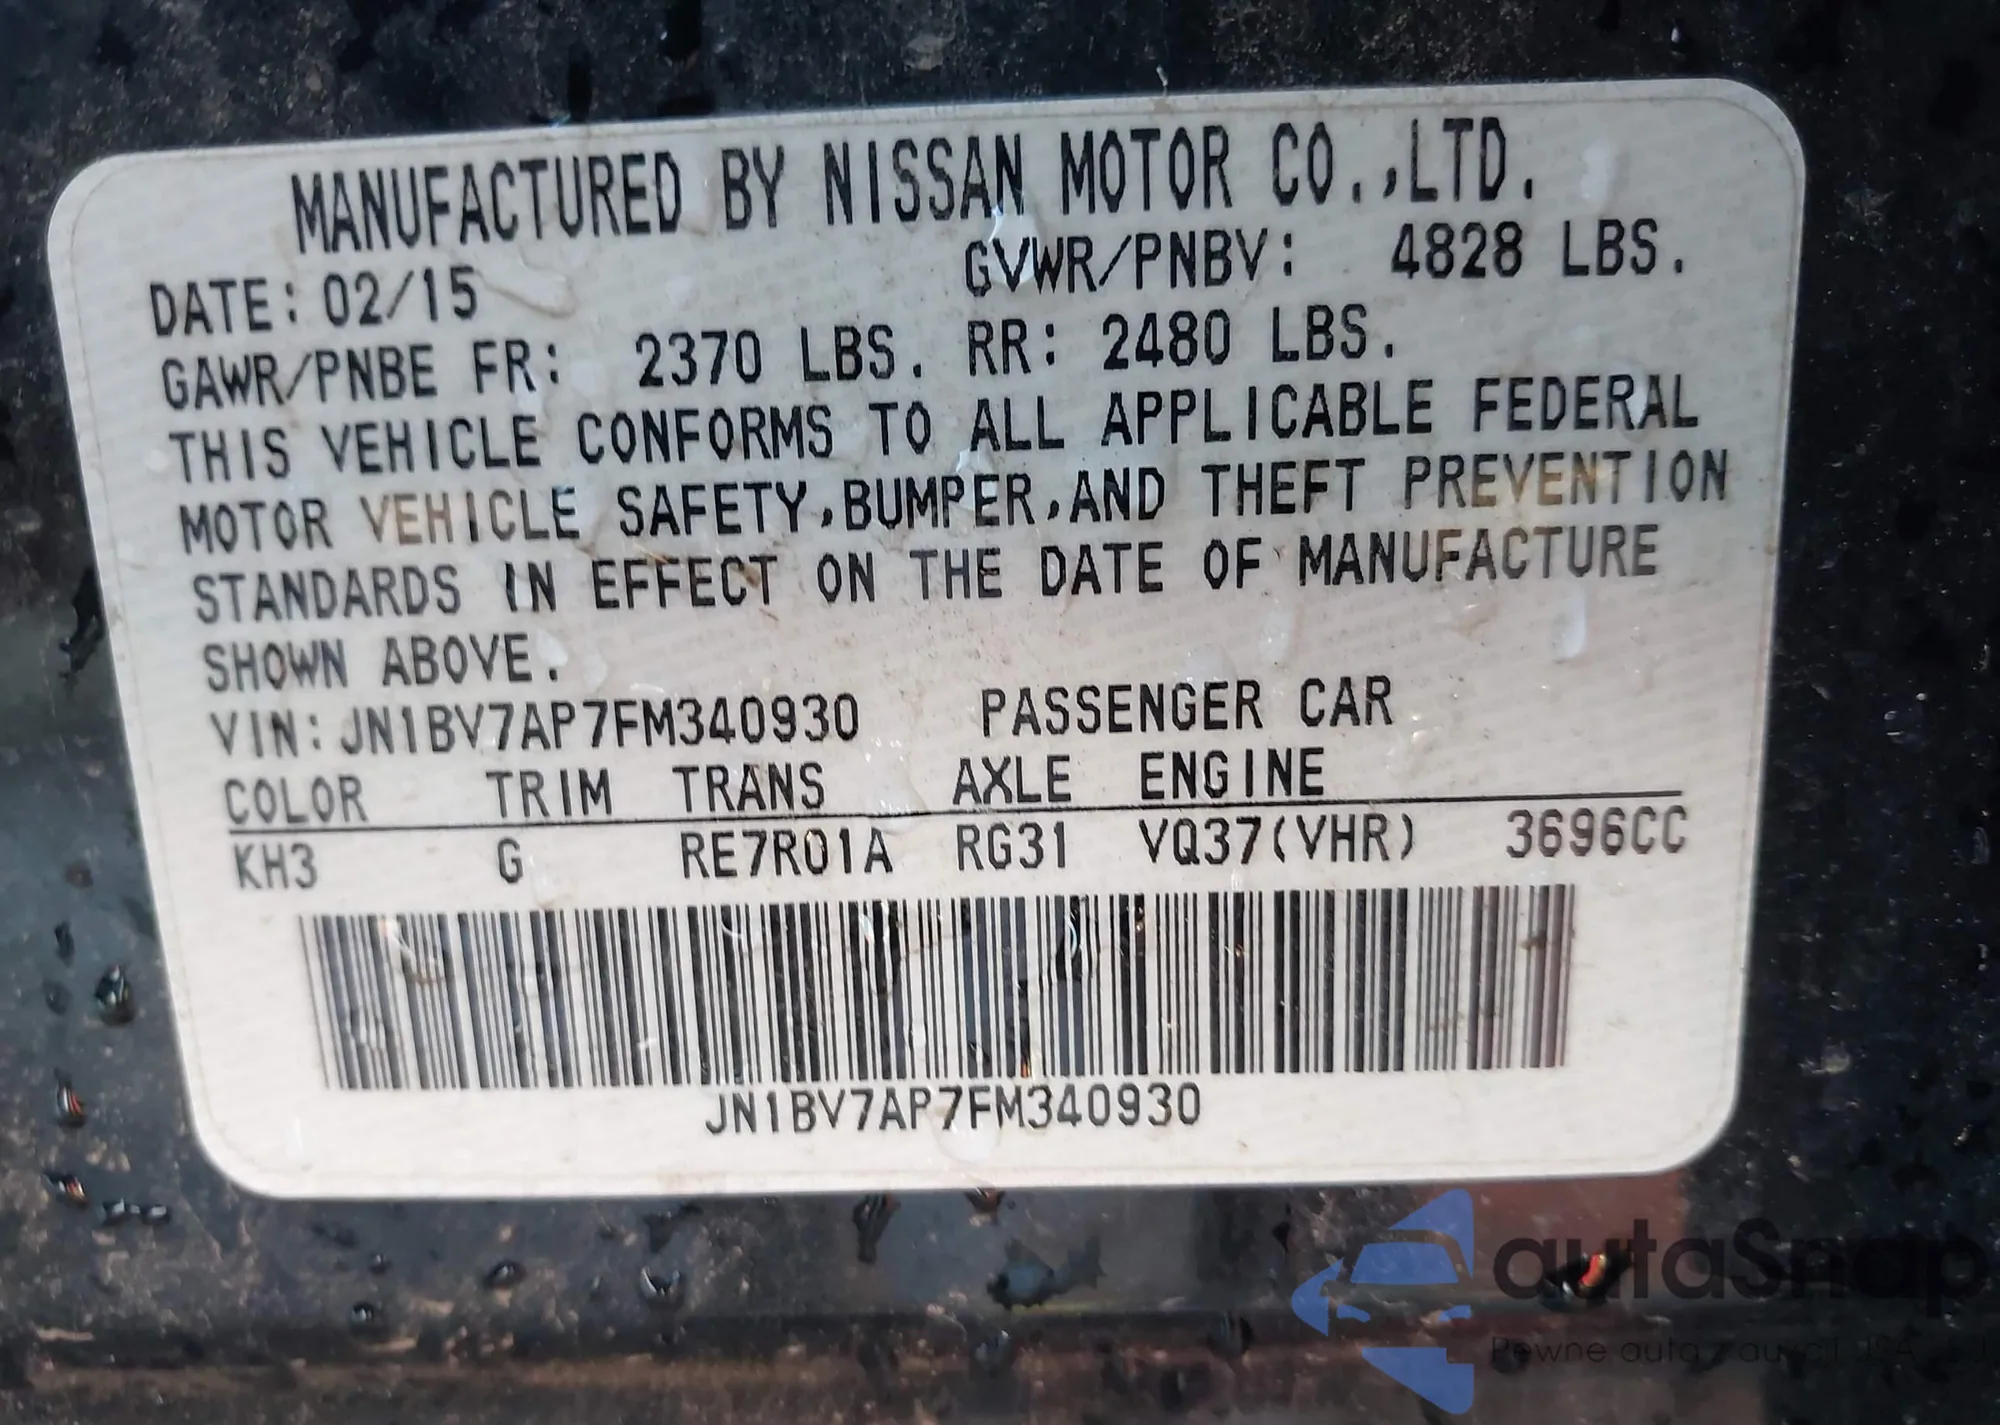 MANUFACTURED BY NISSAN MOTOR CO.,LTD.
DATE: 02/15 GVWR/PNBV: 4828 LBS.
GAWR/PNBE FR: 2370 LBS. RR: 2480 LBS.
THIS VEHICLE CONFORMS TO ALL APPLICABLE FEDERAL
MOTOR VEHICLE SAFETY,BUMPER,AND THEFT PREVENTION
STANDARDS IN EFFECT ON THE DATE OF MANUFACTURE
SHOWN ABOVE.
VIN: JN1BV7AP7FM340930 PASSENGER CAR
COLOR TRIM TRANS AXLE ENGINE
KH3 G RE7R01A RG31 VQ37(VHR) 3696CC
JN1BV7AP7FM340930
autaSnap
Pewne auta z